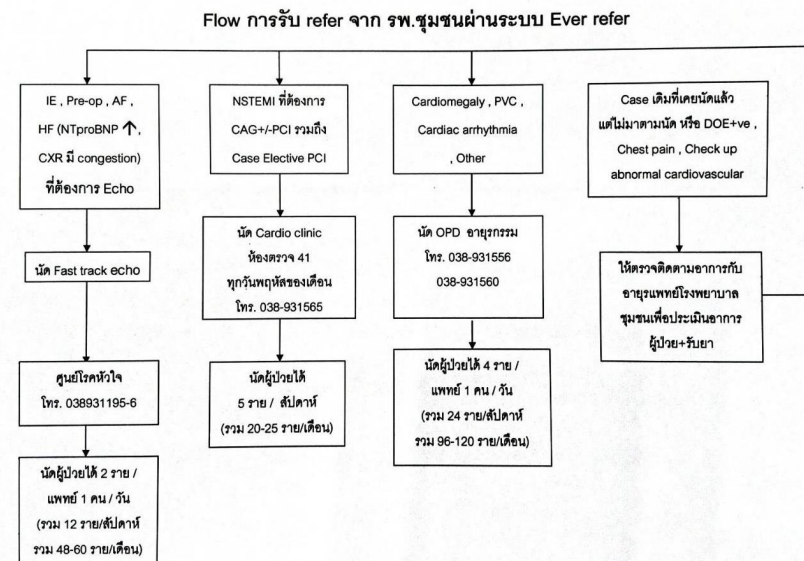 Flow การรับ refer จาก รพ.ชุมชนผ่านระบบ Ever refer
IE , Pre-op , AF ,
HF (NTproBNP ↑,
CXR มี congestion)
ที่ต้องการ Echo
นัด Fast track echo
ศูนย์โรคหัวใจ
โทร. 038931195-6
นัดผู้ป่วยได้ 2 ราย /
แพทย์ 1 คน / วัน
(รวม 12 ราย/สัปดาห์
รวม 48-60 ราย/เดือน)
NSTEMI ที่ต้องการ
CAG+/-PCI รวมถึง
Case Elective PCI
นัด Cardio clinic
ห้องตรวจ 41
ทุกวันพฤหัสของเดือน
โทร. 038-931565
นัดผู้ป่วยได้
5 ราย / สัปดาห์
(รวม 20-25 ราย/เดือน)
Cardiomegaly , PVC ,
Cardiac arrhythmia
, Other
นัด OPD อายุรกรรม
โทร. 038-931556
038-931560
นัดผู้ป่วยได้ 4 ราย /
แพทย์ 1 คน / วัน
(รวม 24 ราย/สัปดาห์
รวม 96-120 ราย/เดือน)
Case เดิมที่เคยนัดแล้ว
แต่ไม่มาตามนัด หรือ DOE+ve ,
Chest pain , Check up
abnormal cardiovascular
ให้ตรวจติดตามอาการกับ
อายุรแพทย์โรงพยาบาล
ชุมชนเพื่อประเมินอาการ
ผู้ป่วย+รับยา